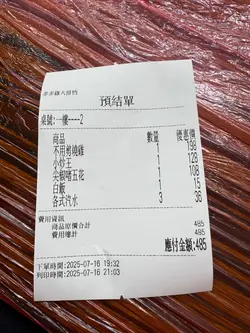 預結單
桌號:一樓----2
商品 數量 優惠價
不用剪燒雞 1 198
小炒王 1 128
尖椒炒五花 1 108
白飯 1 15
各式汽水 3 36
費用資訊
商品原價合計 485
費用總計 485
應付金額:485
下單時間:2025-07-16 19:32
列印時間:2025-07-16 21:03